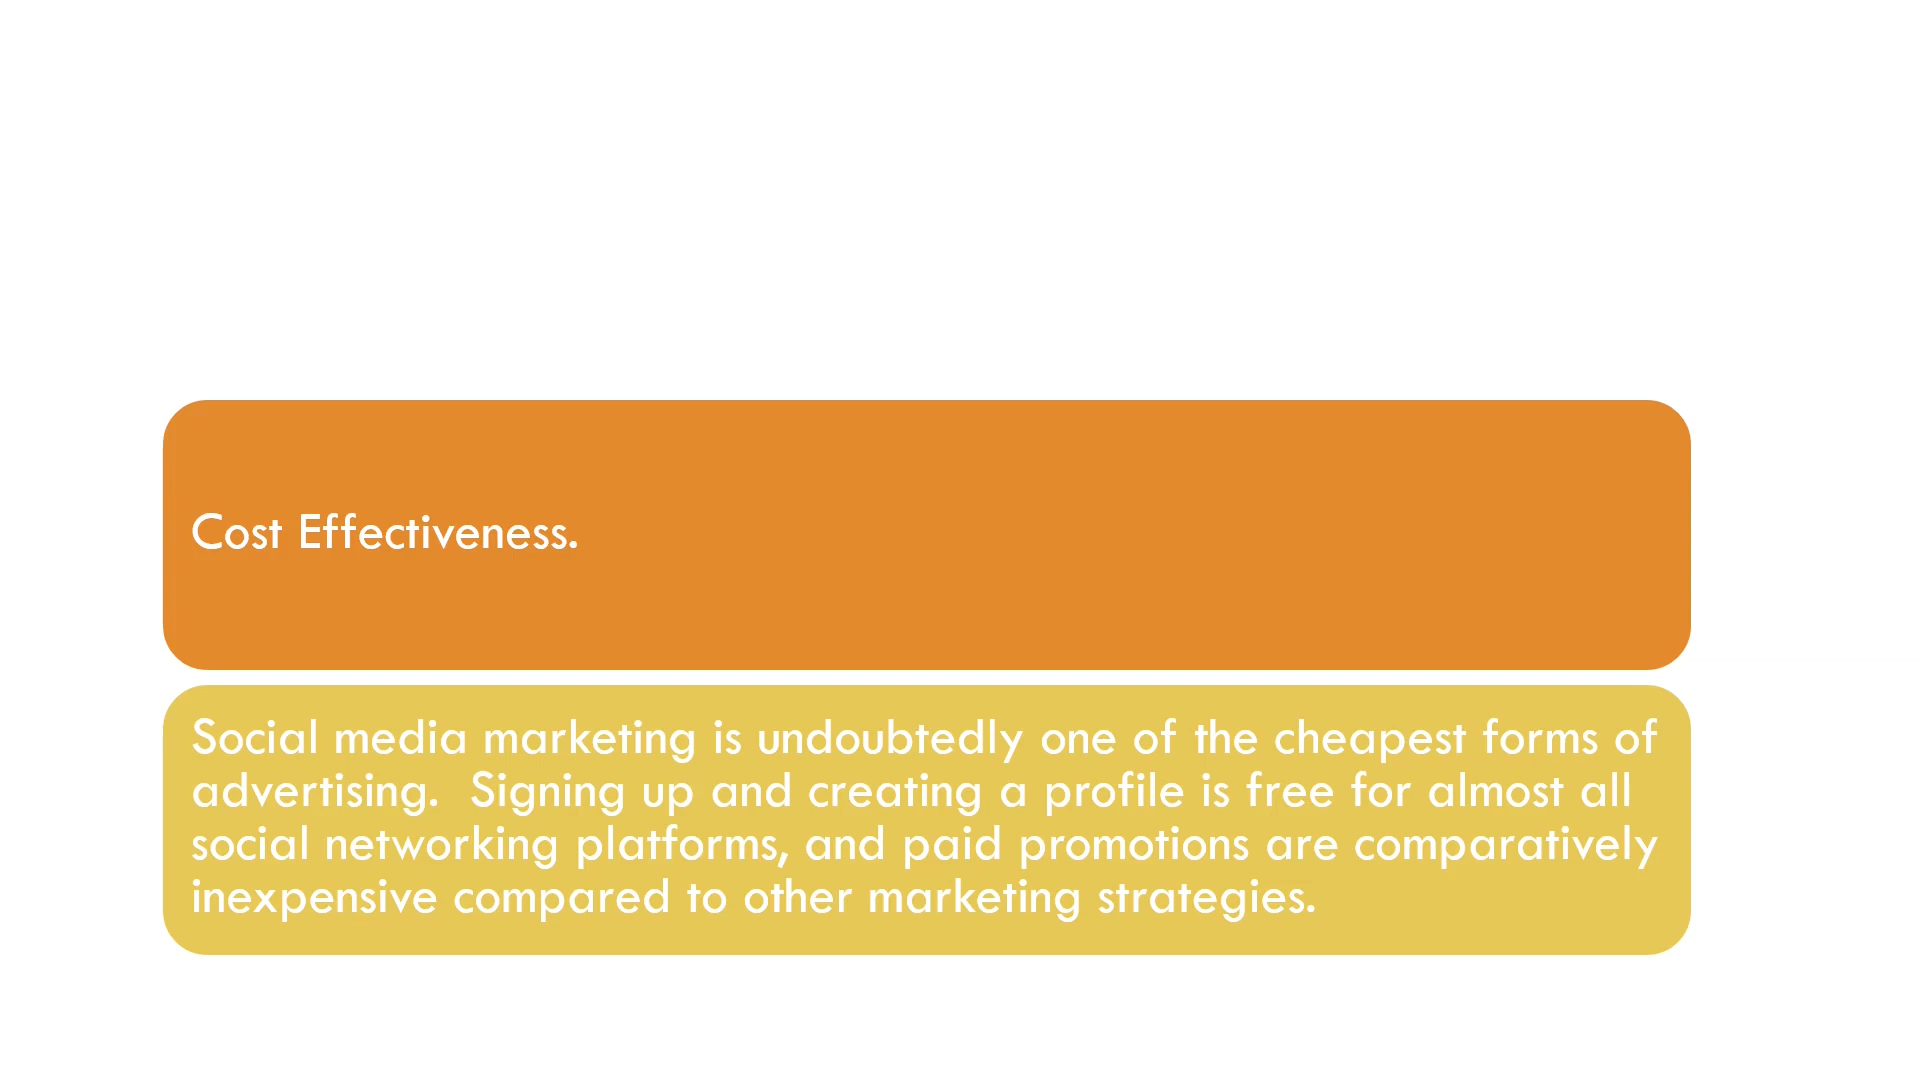 Cost Effectiveness.
Social media marketing is undoubtedly one of the cheapest forms of
advertising.  Signing up and creating a profile is free for almost all
social networking platforms, and paid promotions are comparatively
inexpensive compared to other marketing strategies.